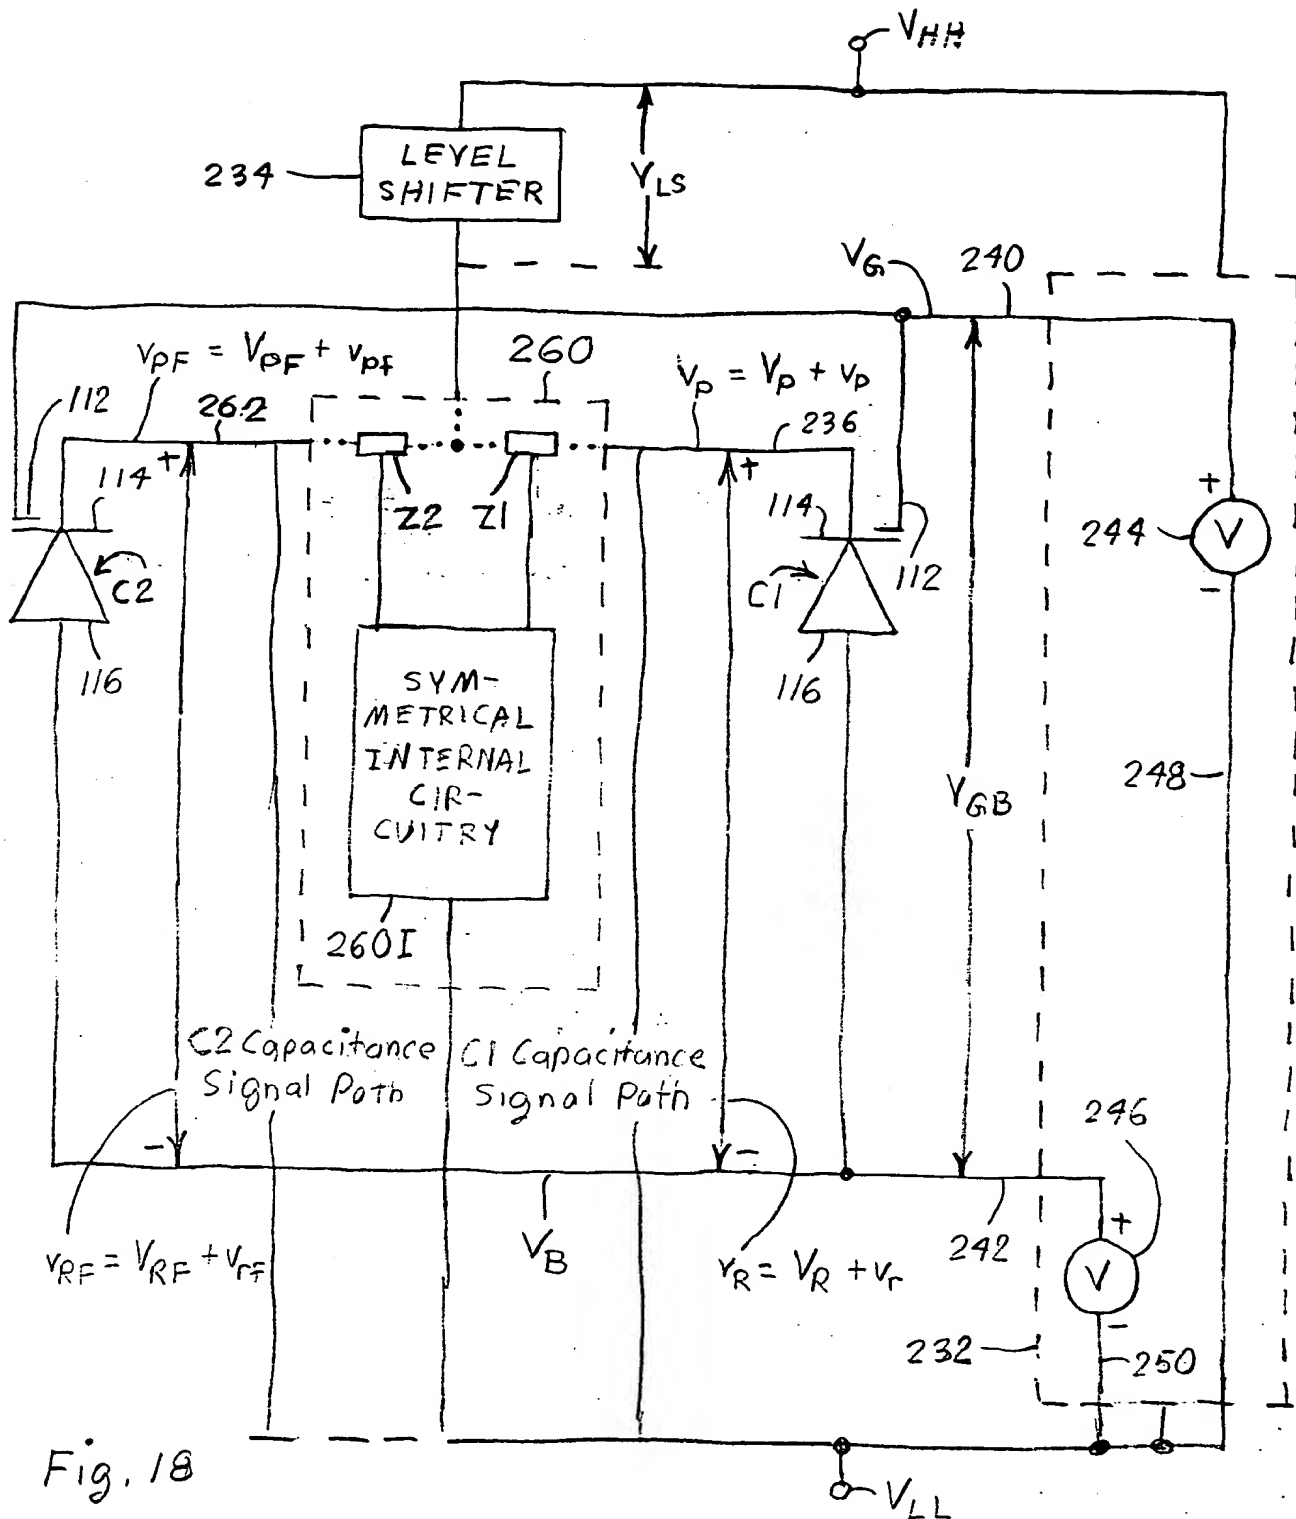 VHH
234
LEVEL
SHIFTER
VLS
VG
240
vPF = VPF + vpf
260
vP = VP + vp
112
262
236
+
+
114
Z2
Z1
114
+
244
V
C2
C1
112
-
116
116
SYM-
METRICAL
INTERNAL
CIR-
CUITRY
248
VGB
260I
C2 Capacitance
Signal Path
C1 Capacitance
Signal Path
246
-
-
+
vRF = VRF + vrf
VB
vR = VR + vr
242
V
-
232
250
Fig. 18
VLL